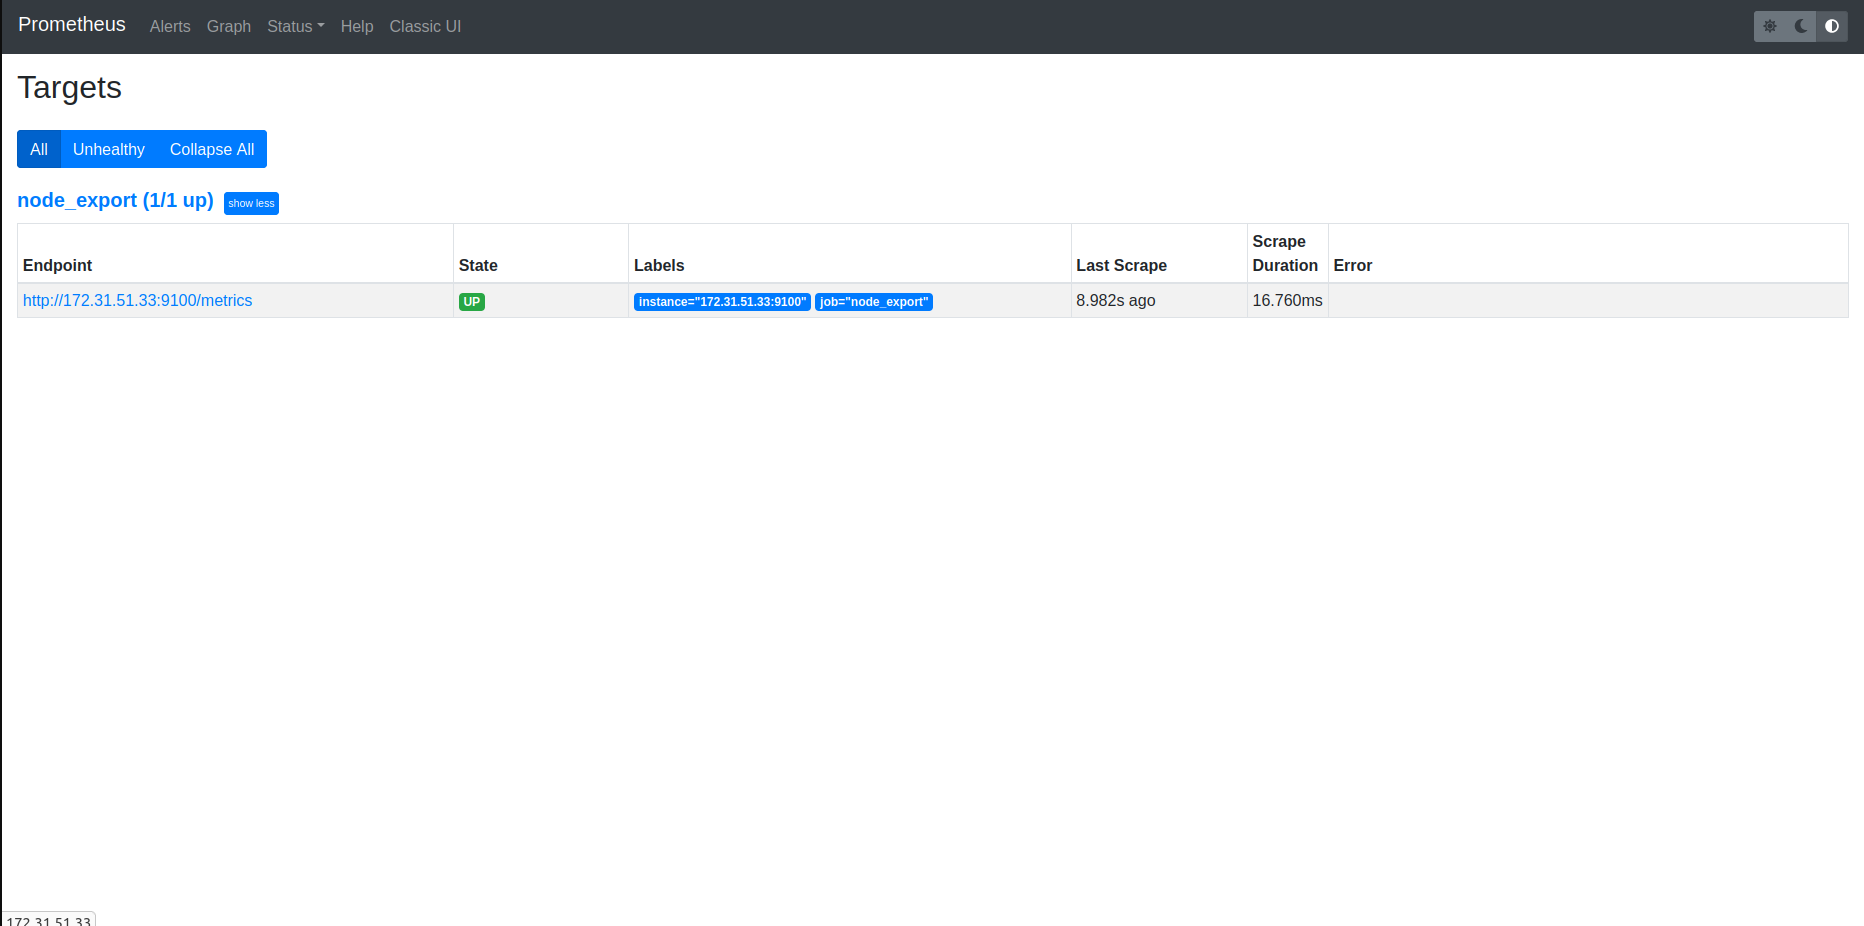 Prometheus Alerts Graph Status Help Classic UI
Targets
All Unhealthy Collapse All
node_export (1/1 up) show less
Endpoint State Labels Last Scrape Scrape Duration Error
http://172.31.51.33:9100/metrics UP instance="172.31.51.33:9100" job="node_export" 8.982s ago 16.760ms
172.31.51.33